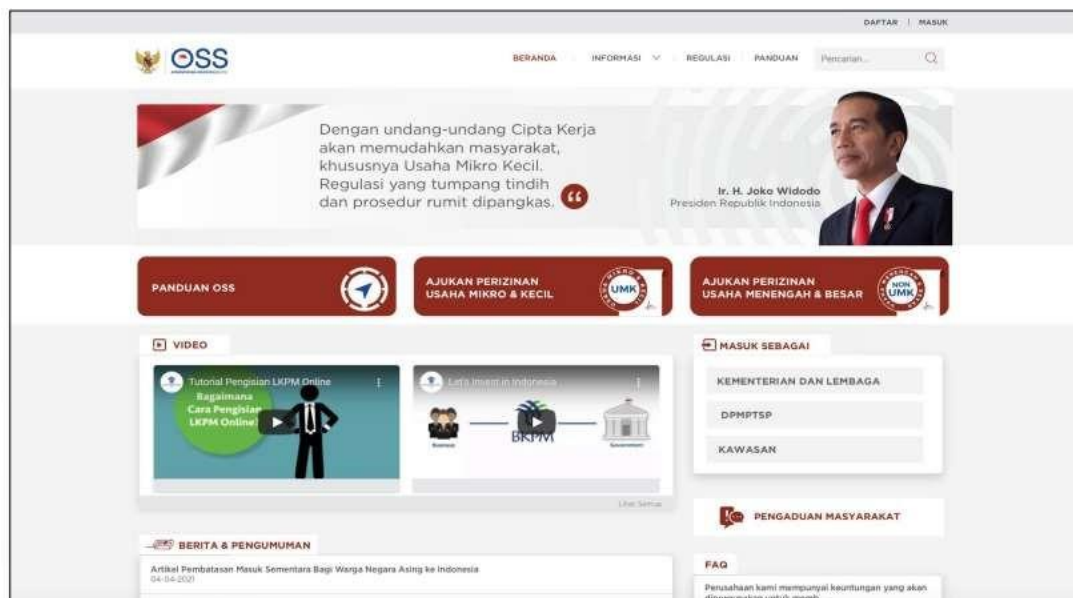 DAFTAR | MASUK
OSS
BERANDA
INFORMASI
REGULASI
PANDUAN
Pencarian...
Dengan undang-undang Cipta Kerja
akan memudahkan masyarakat,
khususnya Usaha Mikro Kecil.
Regulasi yang tumpang tindih
dan prosedur rumit dipangkas.
Ir. H. Joko Widodo
Presiden Republik Indonesia
PANDUAN OSS
AJUKAN PERIZINAN
USAHA MIKRO & KECIL
UMK
AJUKAN PERIZINAN
USAHA MENENGAH & BESAR
NON
UMK
VIDEO
Tutorial Pengisian LKPM Online
Bagaimana
Cara Pengisian
LKPM Online?
Let's Invest in Indonesia
BKPM
Business
Government
Lihat Semua
MASUK SEBAGAI
KEMENTERIAN DAN LEMBAGA
DPMPTSP
KAWASAN
PENGADUAN MASYARAKAT
BERITA & PENGUMUMAN
Artikel Pembatasan Masuk Sementara Bagi Warga Negara Asing ke Indonesia
04-04-2021
FAQ
Perusahaan kami mempunyai keuntungan yang akan
dipergunakan untuk memb...